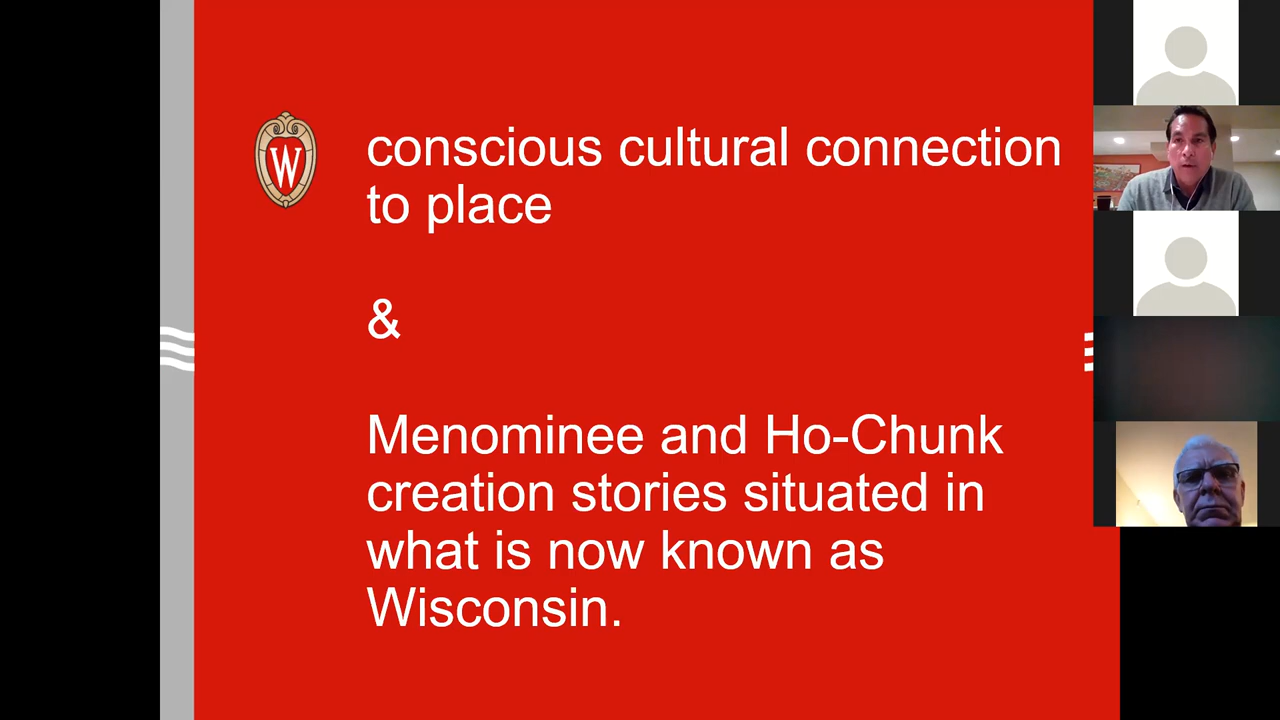 W
conscious cultural connection
to place
&
Menominee and Ho-Chunk
creation stories situated in
what is now known as
Wisconsin.